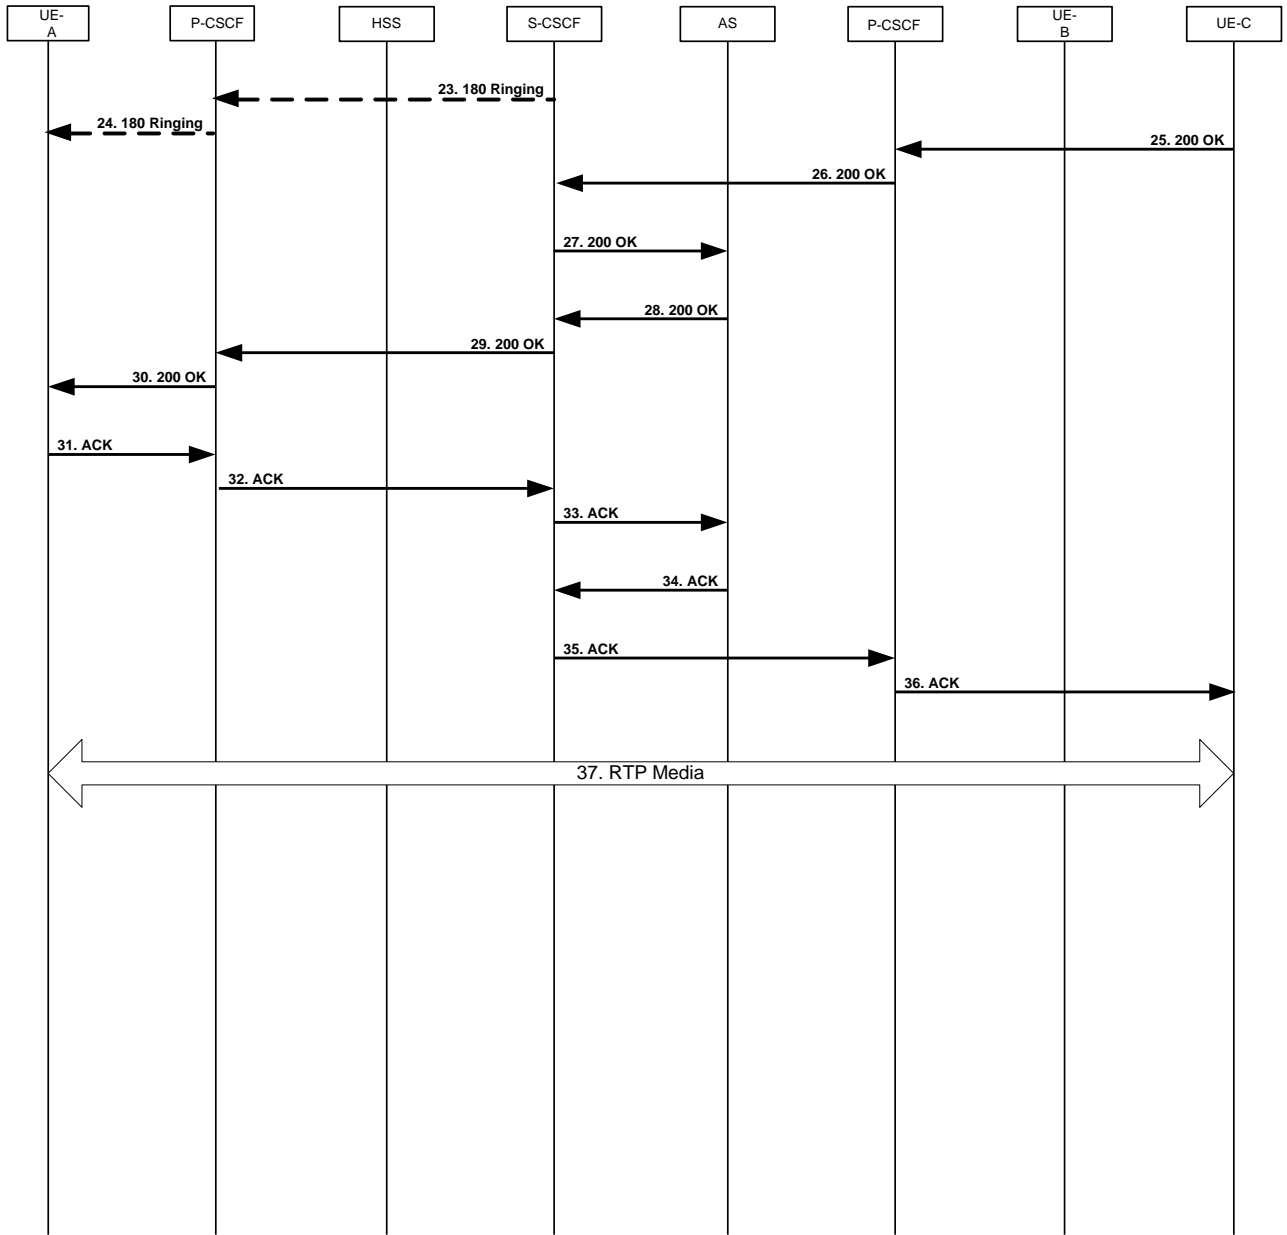 UE-
A
P-CSCF
HSS
S-CSCF
AS
P-CSCF
UE-
B
UE-C
23. 180 Ringing
24. 180 Ringing
25. 200 OK
26. 200 OK
27. 200 OK
28. 200 OK
29. 200 OK
30. 200 OK
31. ACK
32. ACK
33. ACK
34. ACK
35. ACK
36. ACK
37. RTP Media